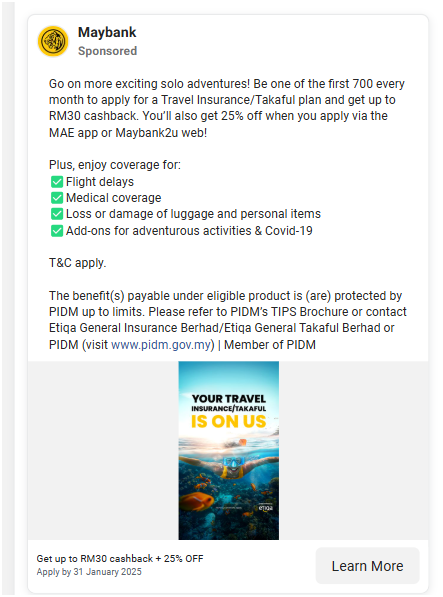 Maybank
Sponsored
Go on more exciting solo adventures! Be one of the first 700 every
month to apply for a Travel Insurance/Takaful plan and get up to
RM30 cashback. You’ll also get 25% off when you apply via the
MAE app or Maybank2u web!
Plus, enjoy coverage for:
✅ Flight delays
✅ Medical coverage
✅ Loss or damage of luggage and personal items
✅ Add-ons for adventurous activities & Covid-19
T&C apply.
The benefit(s) payable under eligible product is (are) protected by
PIDM up to limits. Please refer to PIDM’s TIPS Brochure or contact
Etiqa General Insurance Berhad/Etiqa General Takaful Berhad or
PIDM (visit www.pidm.gov.my) | Member of PIDM
YOUR TRAVEL
INSURANCE/TAKAFUL
IS ON US
etiqa
Get up to RM30 cashback + 25% OFF
Apply by 31 January 2025
Learn More